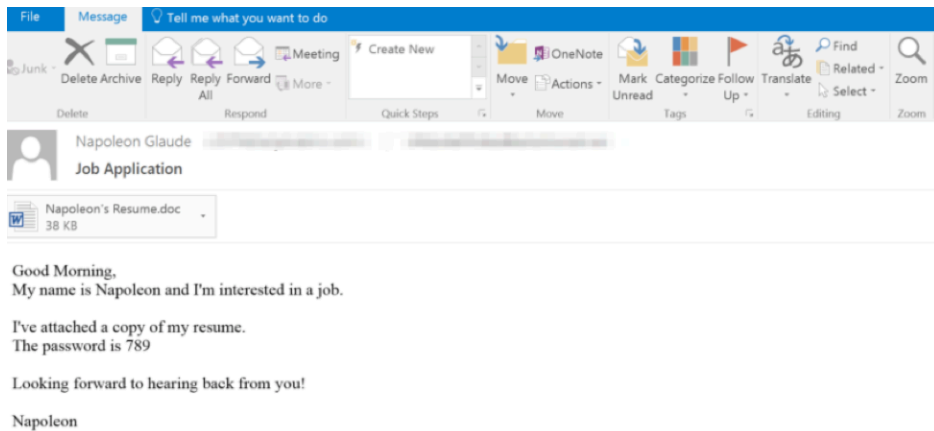 File Message Tell me what you want to do
Junk Delete Archive Reply Reply All Forward Meeting More Create New Move OneNote Actions Mark Unread Categorize Follow Up Translate Find Related Select Zoom
Delete Respond Quick Steps Move Tags Editing Zoom
Napoleon Glaude
Job Application
Napoleon's Resume.doc
38 KB
Good Morning,
My name is Napoleon and I'm interested in a job.
I've attached a copy of my resume.
The password is 789
Looking forward to hearing back from you!
Napoleon